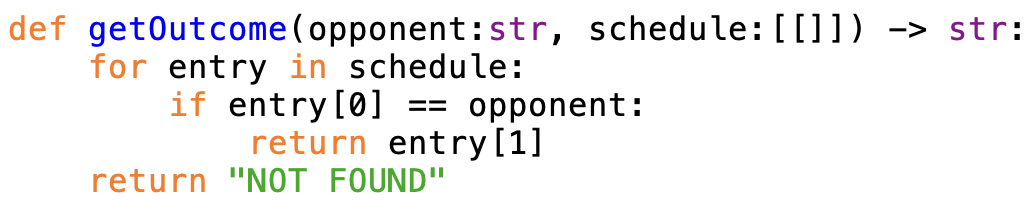 def getOutcome(opponent:str, schedule:[[]]) -> str:
    for entry in schedule:
        if entry[0] == opponent:
            return entry[1]
    return "NOT FOUND"